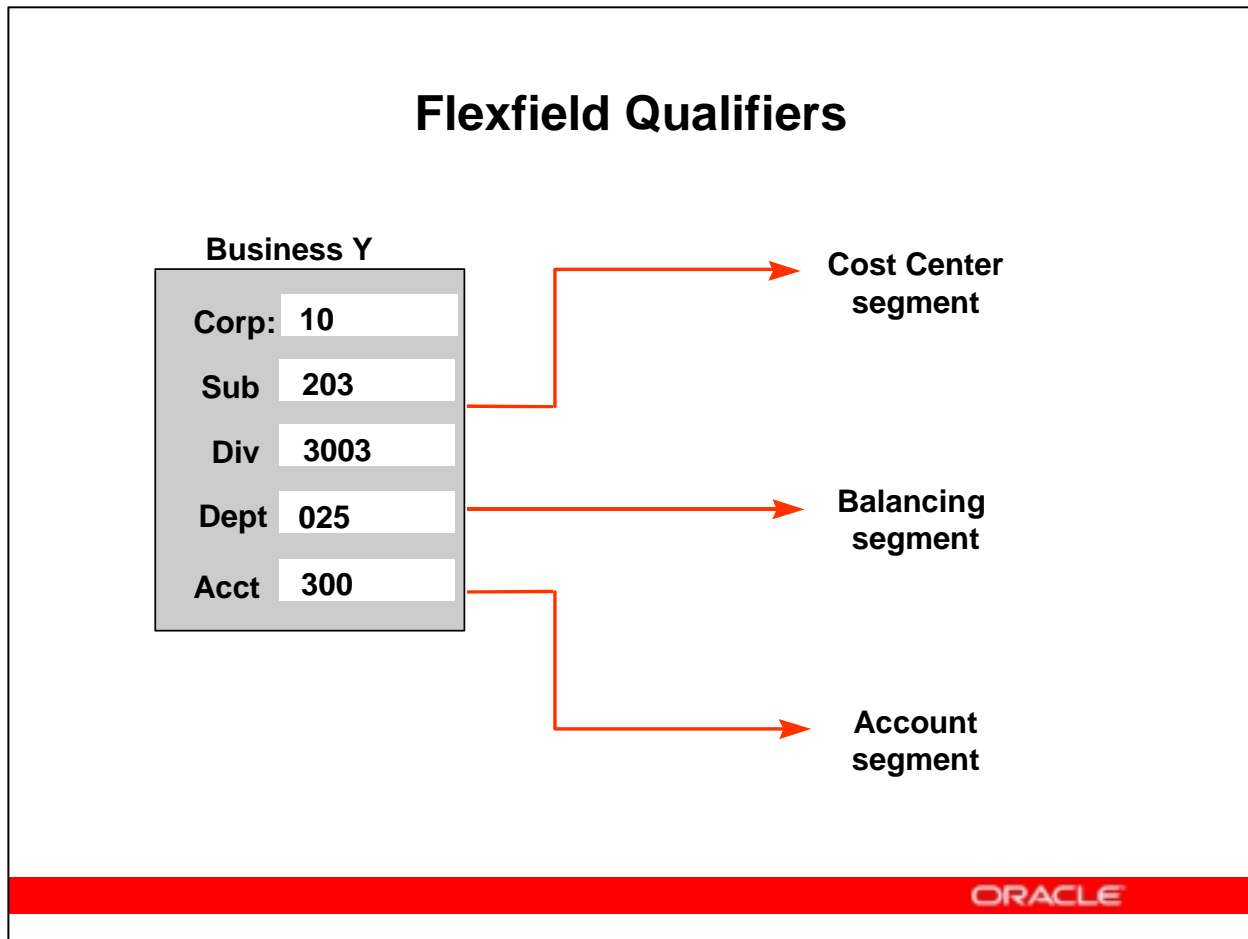 Flexfield Qualifiers
Business Y
Corp: 10
Sub 203
Div 3003
Dept 025
Acct 300
Cost Center
segment
Balancing
segment
Account
segment
ORACLE